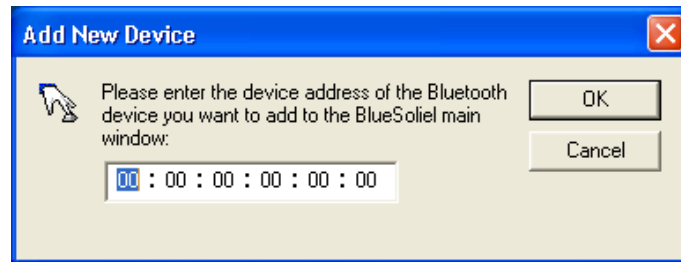 Add New Device
Please enter the device address of the Bluetooth
device you want to add to the BlueSoliel main
window:
00 : 00 : 00 : 00 : 00 : 00
OK
Cancel